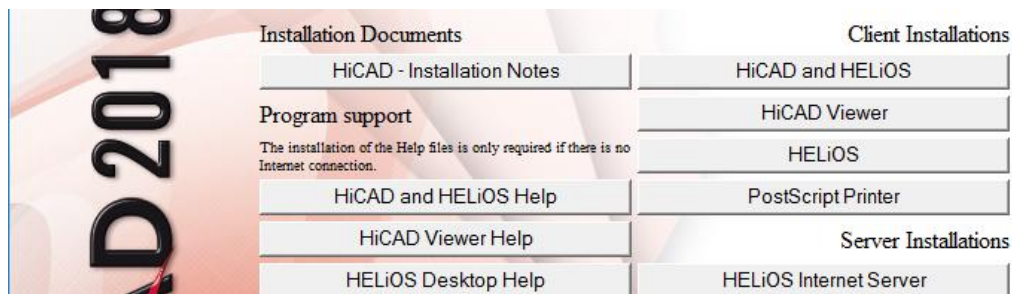 AD 2018
Installation Documents
HiCAD - Installation Notes
Program support
The installation of the Help files is only required if there is no
Internet connection.
HiCAD and HELiOS Help
HiCAD Viewer Help
HELiOS Desktop Help
Client Installations
HiCAD and HELiOS
HiCAD Viewer
HELiOS
PostScript Printer
Server Installations
HELiOS Internet Server